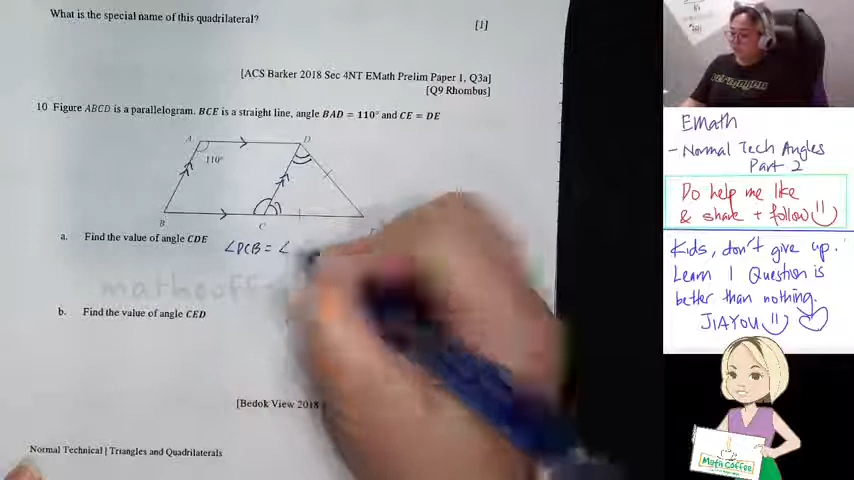 What is the special name of this quadrilateral?
[1]
[ACS Barker 2018 Sec 4NT EMath Prelim Paper 1, Q3a]
[Q9 Rhombus]
10 Figure ABCD is a parallelogram. BCE is a straight line, angle BAD = 110° and CE = DE
A
D
110°
B
C
a. Find the value of angle CDE
∠DCB = ∠
mathcoff
b. Find the value of angle CED
[Bedok View 2018
Normal Technical | Triangles and Quadrilaterals
EMath
- Normal Tech Angles
Part 2
Do help me like
& share + follow
Kids, don't give up.
Learn 1 Question is
better than nothing.
JIAYOU
Math Coffee